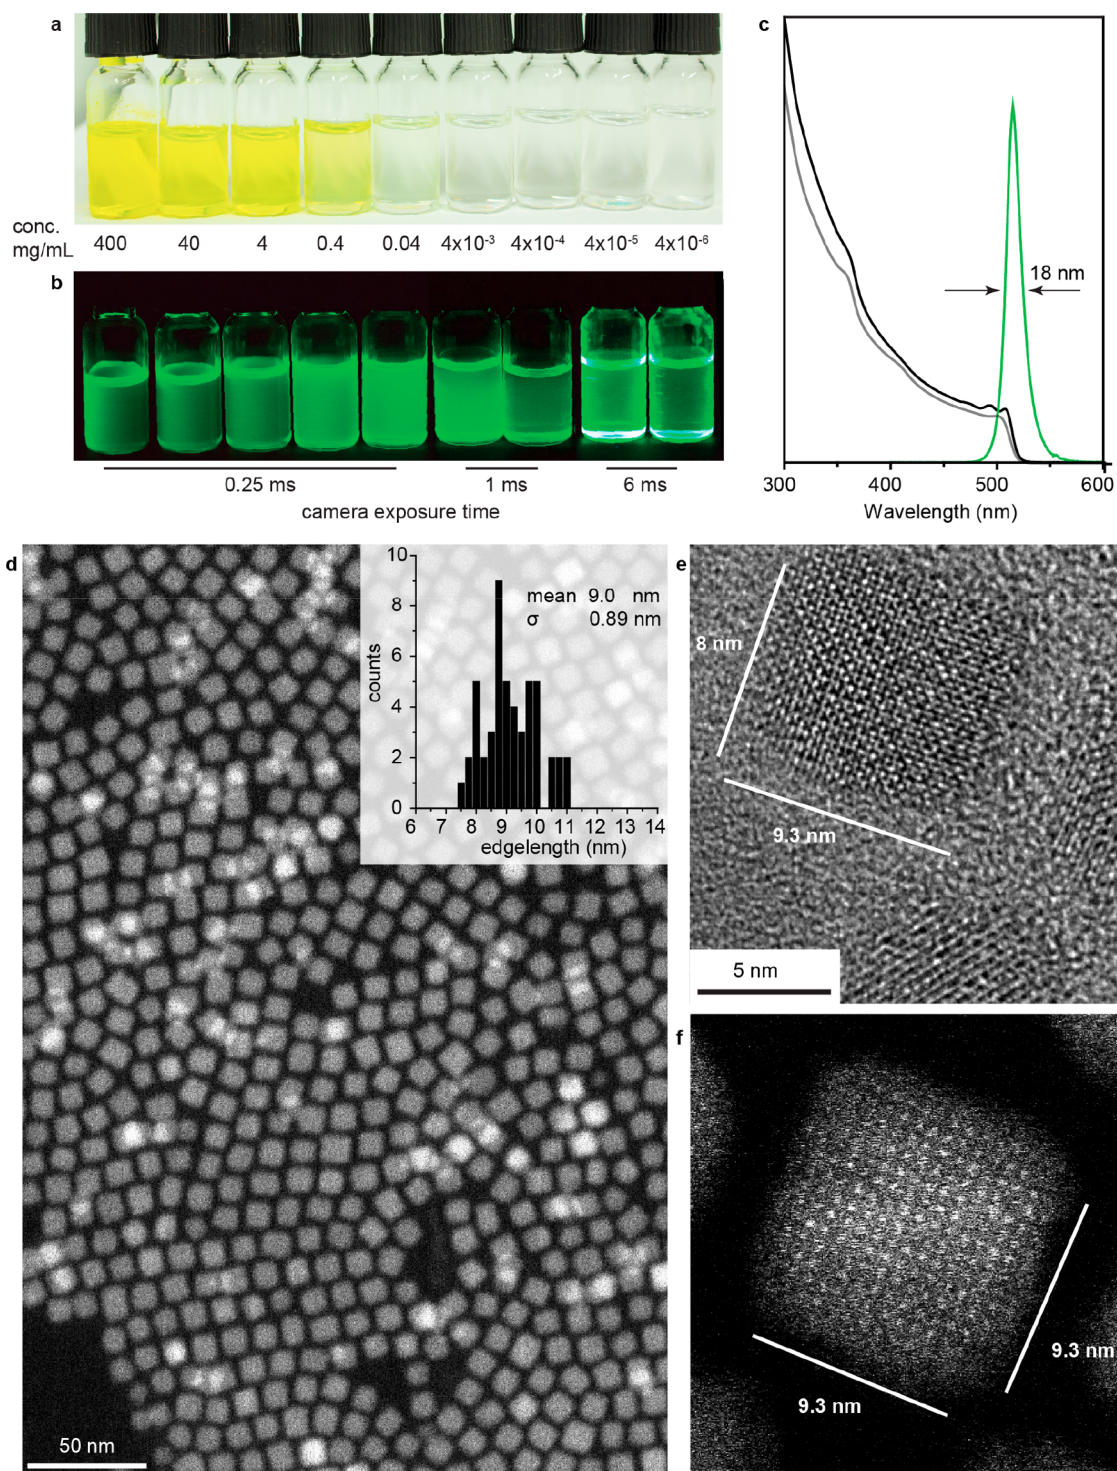 a
conc.
mg/mL
400 40 4 0.4 0.04 4x10-3 4x10-4 4x10-5 4x10-6
b
0.25 ms 1 ms 6 ms
camera exposure time
c
18 nm
300 400 500 600
Wavelength (nm)
d
10
8
6
4
2
0
counts
mean 9.0 nm
σ 0.89 nm
6 7 8 9 10 11 12 13 14
edgelength (nm)
50 nm
e
8 nm
9.3 nm
5 nm
f
9.3 nm
9.3 nm